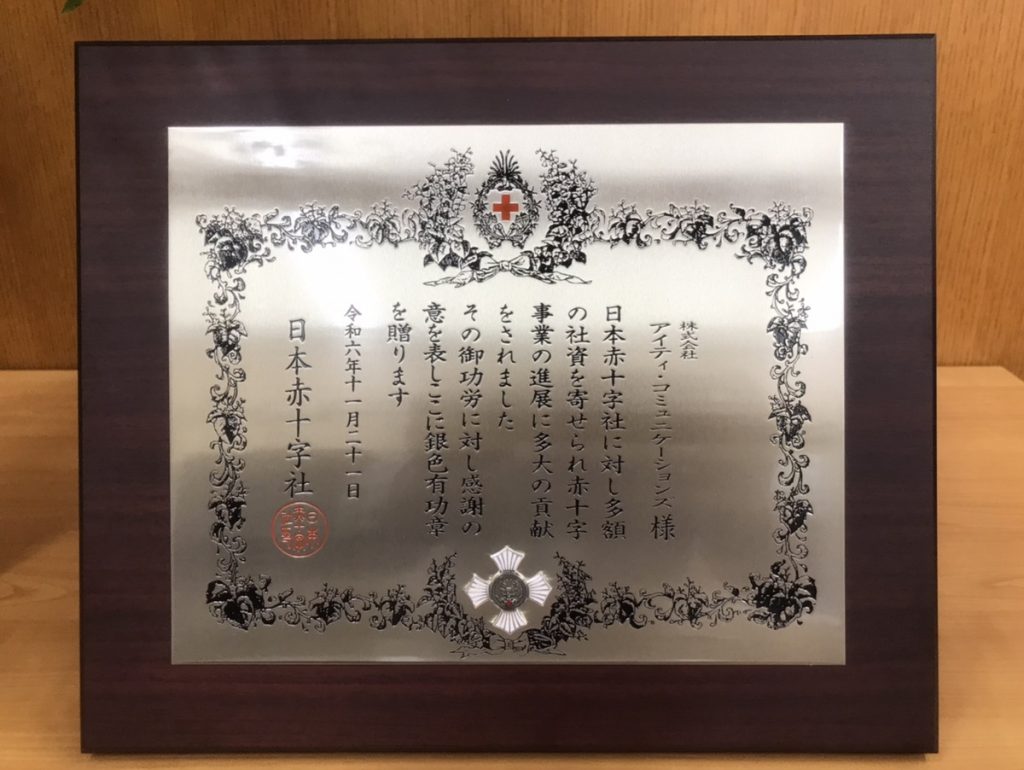 株式会社
アイティ・コミュニケーションズ 様
日本赤十字社に対し多額
の社資を寄せられ赤十字
事業の進展に多大の貢献
をされました
その御功労に対し感謝の
意を表しここに銀色有功章
を贈ります
令和六年十一月二十一日
日本赤十字社